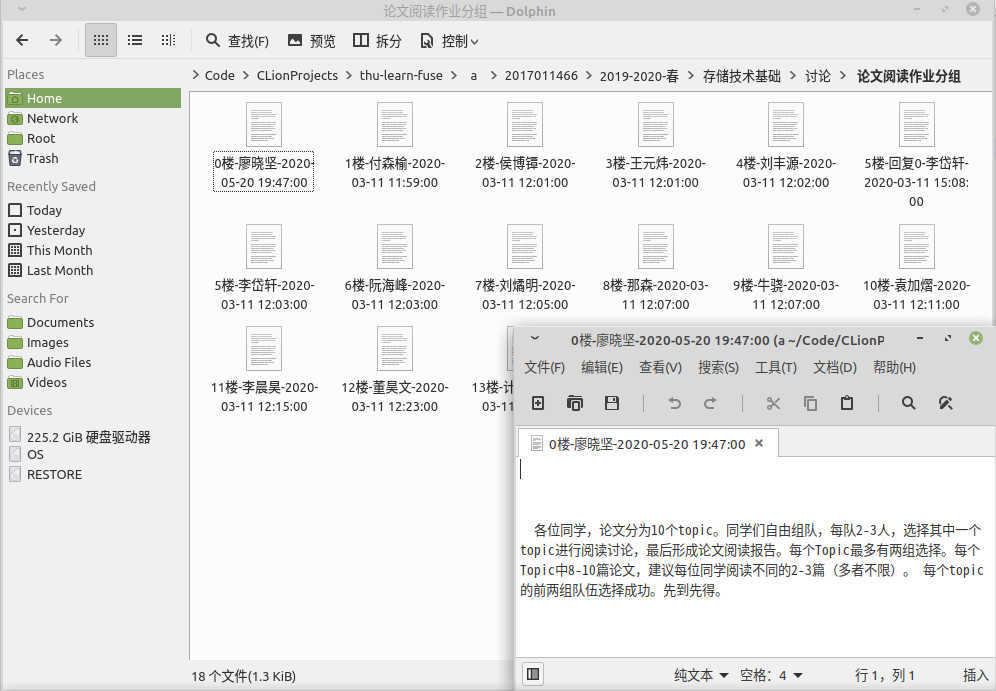 论文阅读作业分组 — Dolphin
查找(F) 预览 拆分 控制
Places
Home
Network
Root
Trash
Recently Saved
Today
Yesterday
This Month
Last Month
Search For
Documents
Images
Audio Files
Videos
Devices
225.2 GiB 硬盘驱动器
OS
RESTORE
Code > CLionProjects > thu-learn-fuse > a > 2017011466 > 2019-2020-春 > 存储技术基础 > 讨论 > 论文阅读作业分组
0楼-廖晓坚-2020-
05-20 19:47:00
1楼-付森榆-2020-
03-11 11:59:00
2楼-侯博镡-2020-
03-11 12:01:00
3楼-王元炜-2020-
03-11 12:01:00
4楼-刘丰源-2020-
03-11 12:02:00
5楼-回复0-李岱轩-
2020-03-11 15:08:
00
5楼-李岱轩-2020-
03-11 12:03:00
6楼-阮海峰-2020-
03-11 12:03:00
7楼-刘燏明-2020-
03-11 12:05:00
8楼-那森-2020-03-
11 12:07:00
9楼-牛骁-2020-03-
11 12:07:00
10楼-袁加熠-2020-
03-11 12:11:00
11楼-李晨昊-2020-
03-11 12:15:00
12楼-董昊文-2020-
03-11 12:23:00
13楼-计
03-11
18 个文件(1.3 KiB)
0楼-廖晓坚-2020-05-20 19:47:00 (a ~/Code/CLionP
文件(F) 编辑(E) 查看(V) 搜索(S) 工具(T) 文档(D) 帮助(H)
0楼-廖晓坚-2020-05-20 19:47:00
各位同学，论文分为10个topic。同学们自由组队，每队2-3人，选择其中一个
topic进行阅读讨论，最后形成论文阅读报告。每个Topic最多有两组选择。每个
Topic中8-10篇论文，建议每位同学阅读不同的2-3篇（多者不限）。 每个topic
的前两组队伍选择成功。先到先得。
纯文本 空格：4 行 1，列 1 插入